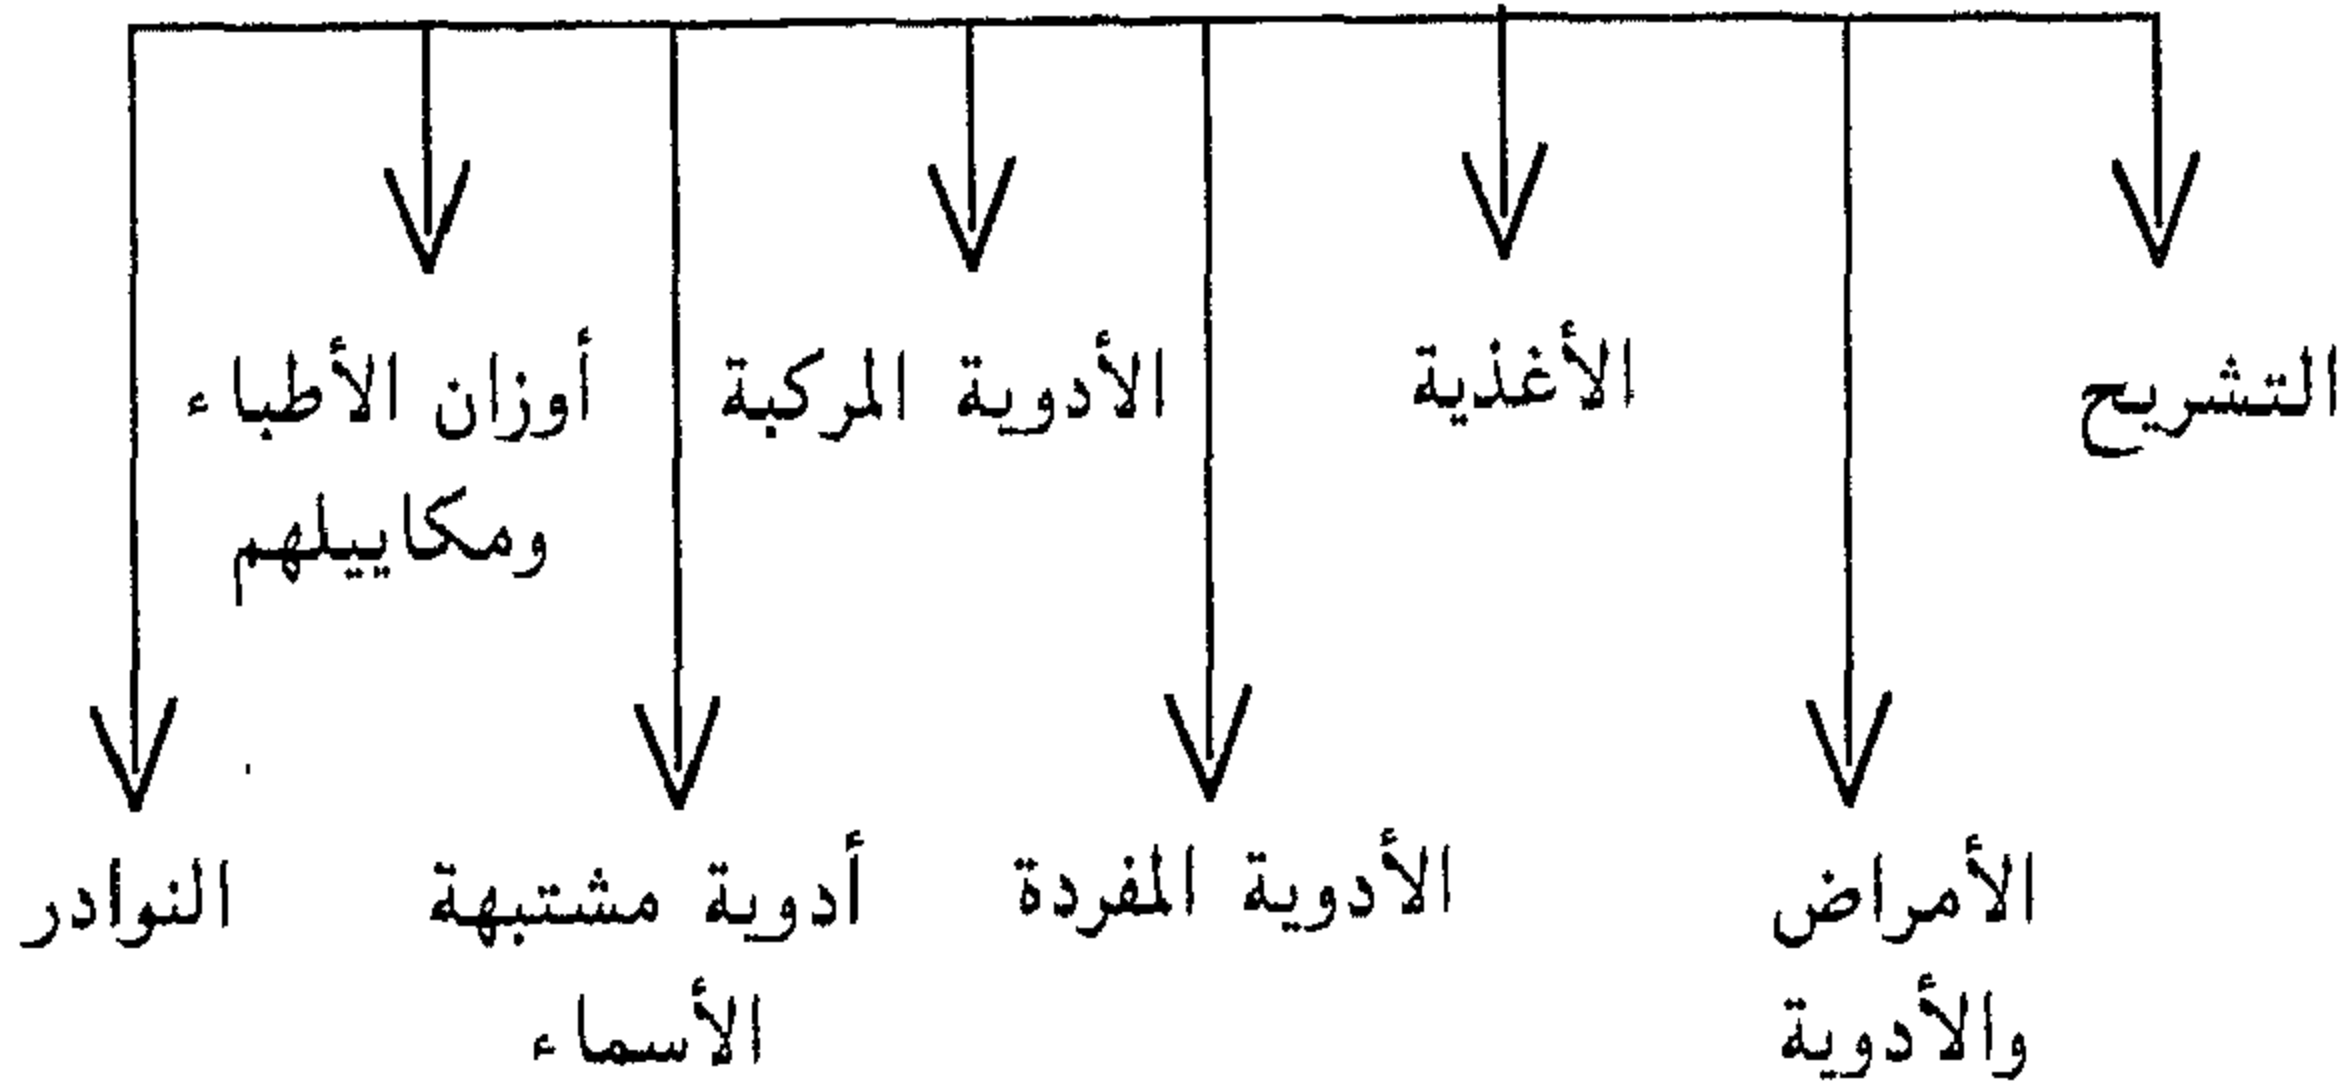 التشريح
الأمراض
والأدوية
الأغذية
الأدوية المفردة
الأدوية المركبة
أدوية مشتبهة
الأسماء
أوزان الأطباء
ومكاييلهم
النوادر